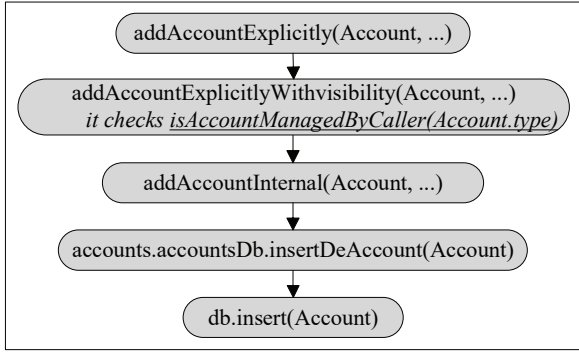 addAccountExplicitly(Account, ...)
addAccountExplicitlyWithvisibility(Account, ...)
it checks isAccountManagedByCaller(Account.type)
addAccountInternal(Account, ...)
accounts.accountsDb.insertDeAccount(Account)
db.insert(Account)